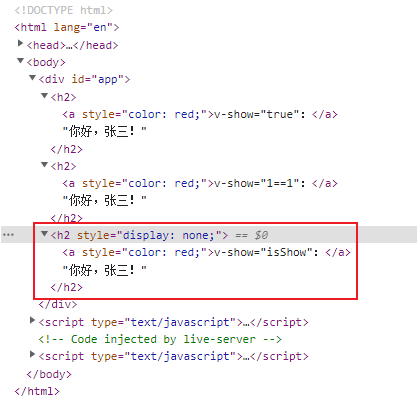 <!DOCTYPE html>
<html lang="en">
<head>…</head>
<body>
<div id="app">
<h2>
<a style="color: red;">v-show="true": </a>
"你好，张三！"
</h2>
<h2>
<a style="color: red;">v-show="1==1": </a>
"你好，张三！"
</h2>
<h2 style="display: none;"> == $0
<a style="color: red;">v-show="isShow": </a>
"你好，张三！"
</h2>
</div>
<script type="text/javascript">…</script>
<!-- Code injected by live-server -->
<script type="text/javascript">…</script>
</body>
</html>